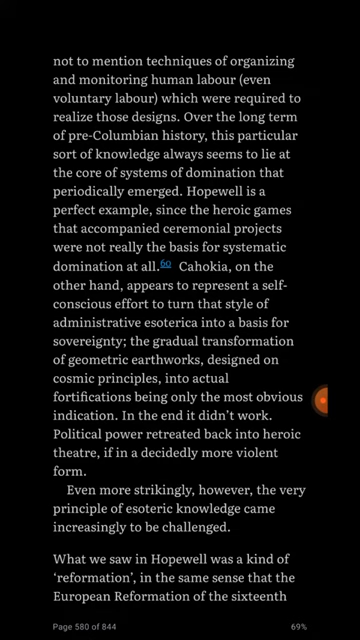 not to mention techniques of organizing
and monitoring human labour (even
voluntary labour) which were required to
realize those designs. Over the long term
of pre-Columbian history, this particular
sort of knowledge always seems to lie at
the core of systems of domination that
periodically emerged. Hopewell is a
perfect example, since the heroic games
that accompanied ceremonial projects
were not really the basis for systematic
domination at all.60 Cahokia, on the
other hand, appears to represent a self-
conscious effort to turn that style of
administrative esoterica into a basis for
sovereignty; the gradual transformation
of geometric earthworks, designed on
cosmic principles, into actual
fortifications being only the most obvious
indication. In the end it didn’t work.
Political power retreated back into heroic
theatre, if in a decidedly more violent
form.
Even more strikingly, however, the very
principle of esoteric knowledge came
increasingly to be challenged.
What we saw in Hopewell was a kind of
‘reformation’, in the same sense that the
European Reformation of the sixteenth
Page 580 of 844 69%